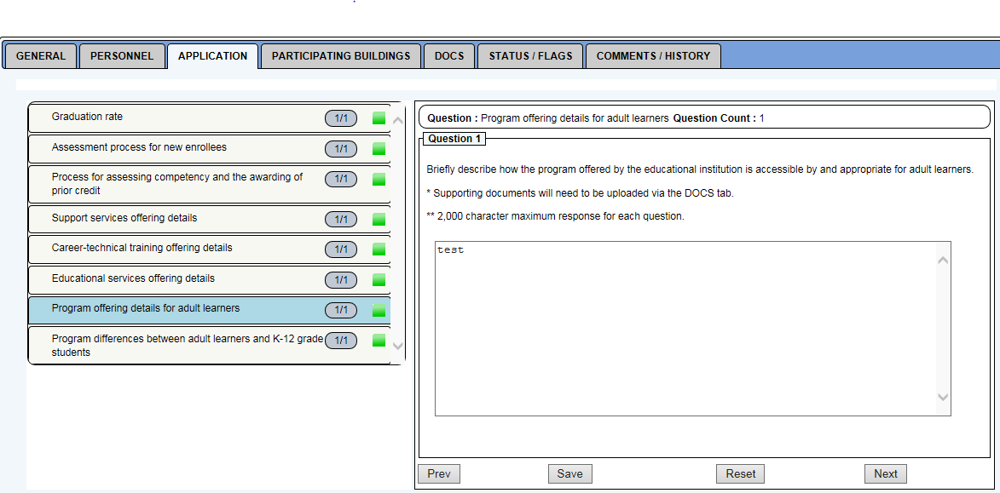 GENERAL PERSONNEL APPLICATION PARTICIPATING BUILDINGS DOCS STATUS / FLAGS COMMENTS / HISTORY
Graduation rate 1/1
Assessment process for new enrollees 1/1
Process for assessing competency and the awarding of 1/1
prior credit
Support services offering details 1/1
Career-technical training offering details 1/1
Educational services offering details 1/1
Program offering details for adult learners 1/1
Program differences between adult learners and K-12 grade 1/1
students
Question : Program offering details for adult learners Question Count : 1
Question 1
Briefly describe how the program offered by the educational institution is accessible by and appropriate for adult learners.
* Supporting documents will need to be uploaded via the DOCS tab.
** 2,000 character maximum response for each question.
test
Prev Save Reset Next